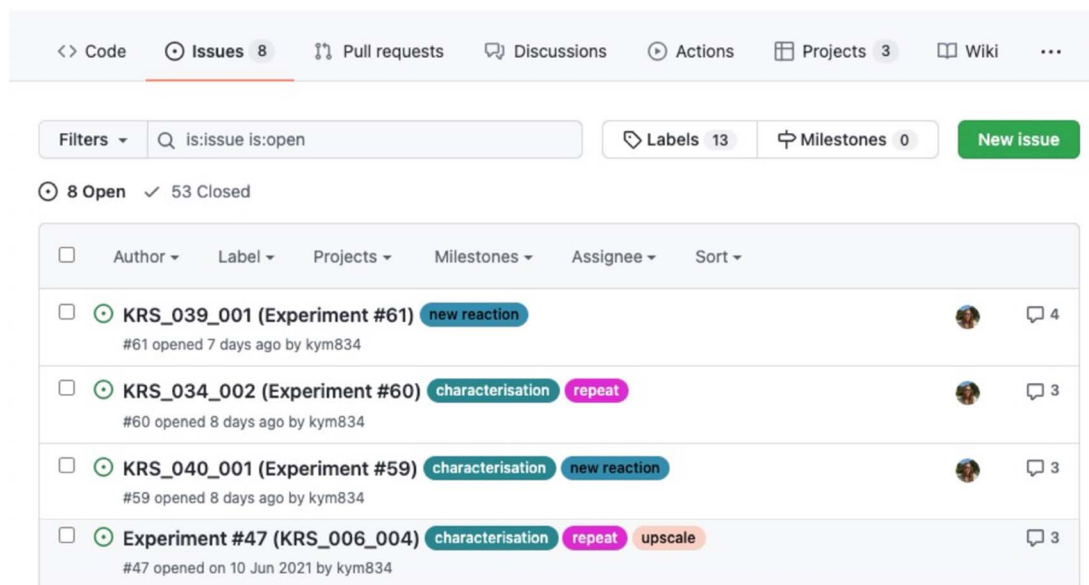 Code Issues 8 Pull requests Discussions Actions Projects 3 Wiki ...
Filters is:issue is:open Labels 13 Milestones 0 New issue
8 Open 53 Closed
Author Label Projects Milestones Assignee Sort
KRS_039_001 (Experiment #61) new reaction 4
#61 opened 7 days ago by kym834
KRS_034_002 (Experiment #60) characterisation repeat 3
#60 opened 8 days ago by kym834
KRS_040_001 (Experiment #59) characterisation new reaction 3
#59 opened 8 days ago by kym834
Experiment #47 (KRS_006_004) characterisation repeat upscale 3
#47 opened on 10 Jun 2021 by kym834